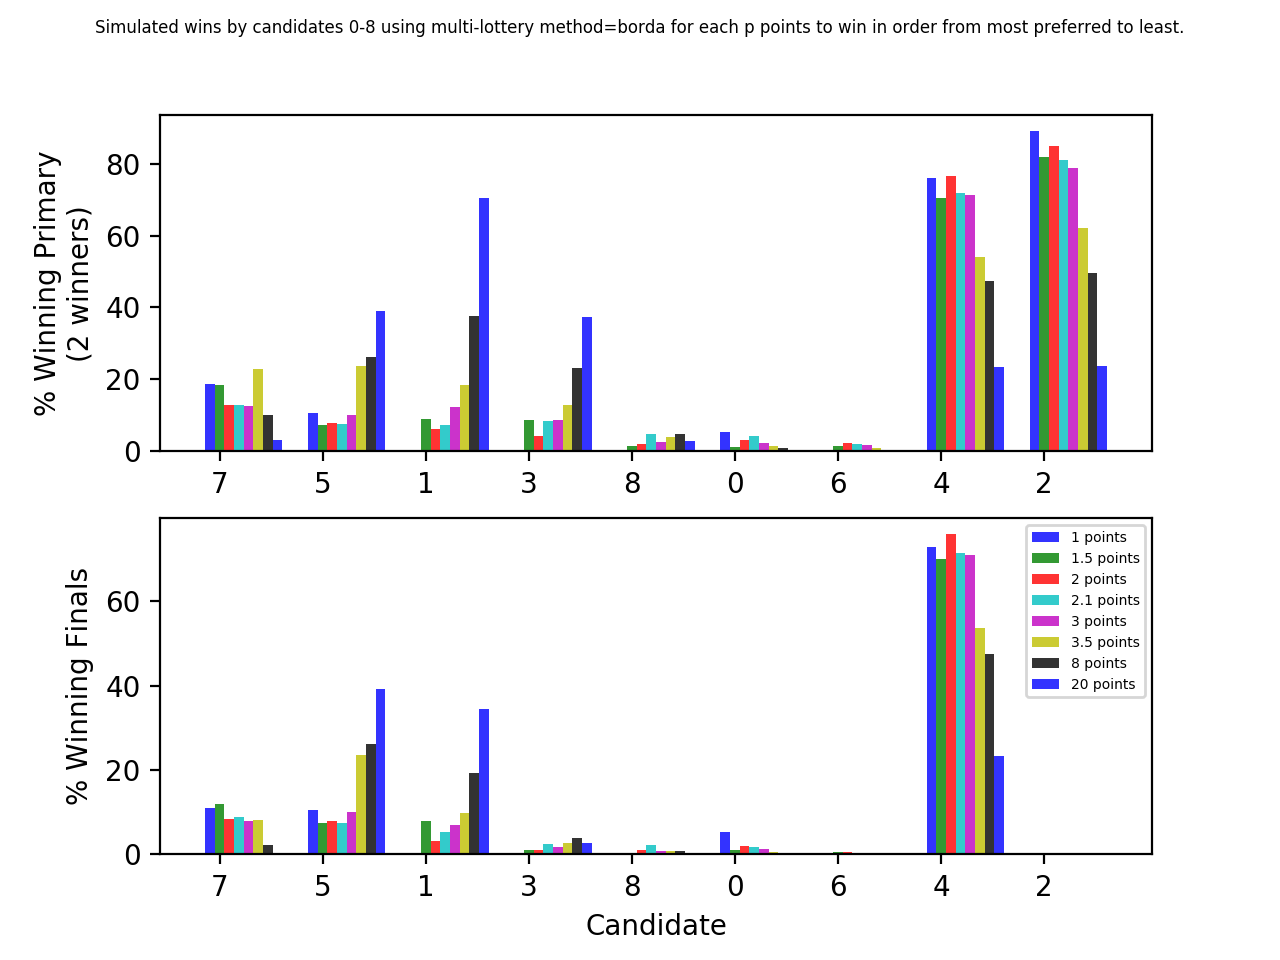 Simulated wins by candidates 0-8 using multi-lottery method=borda for each p points to win in order from most preferred to least.
% Winning Primary
(2 winners)
80
60
40
20
0
7 5 1 3 8 0 6 4 2
% Winning Finals
60
40
20
0
1 points
1.5 points
2 points
2.1 points
3 points
3.5 points
8 points
20 points
7 5 1 3 8 0 6 4 2
Candidate